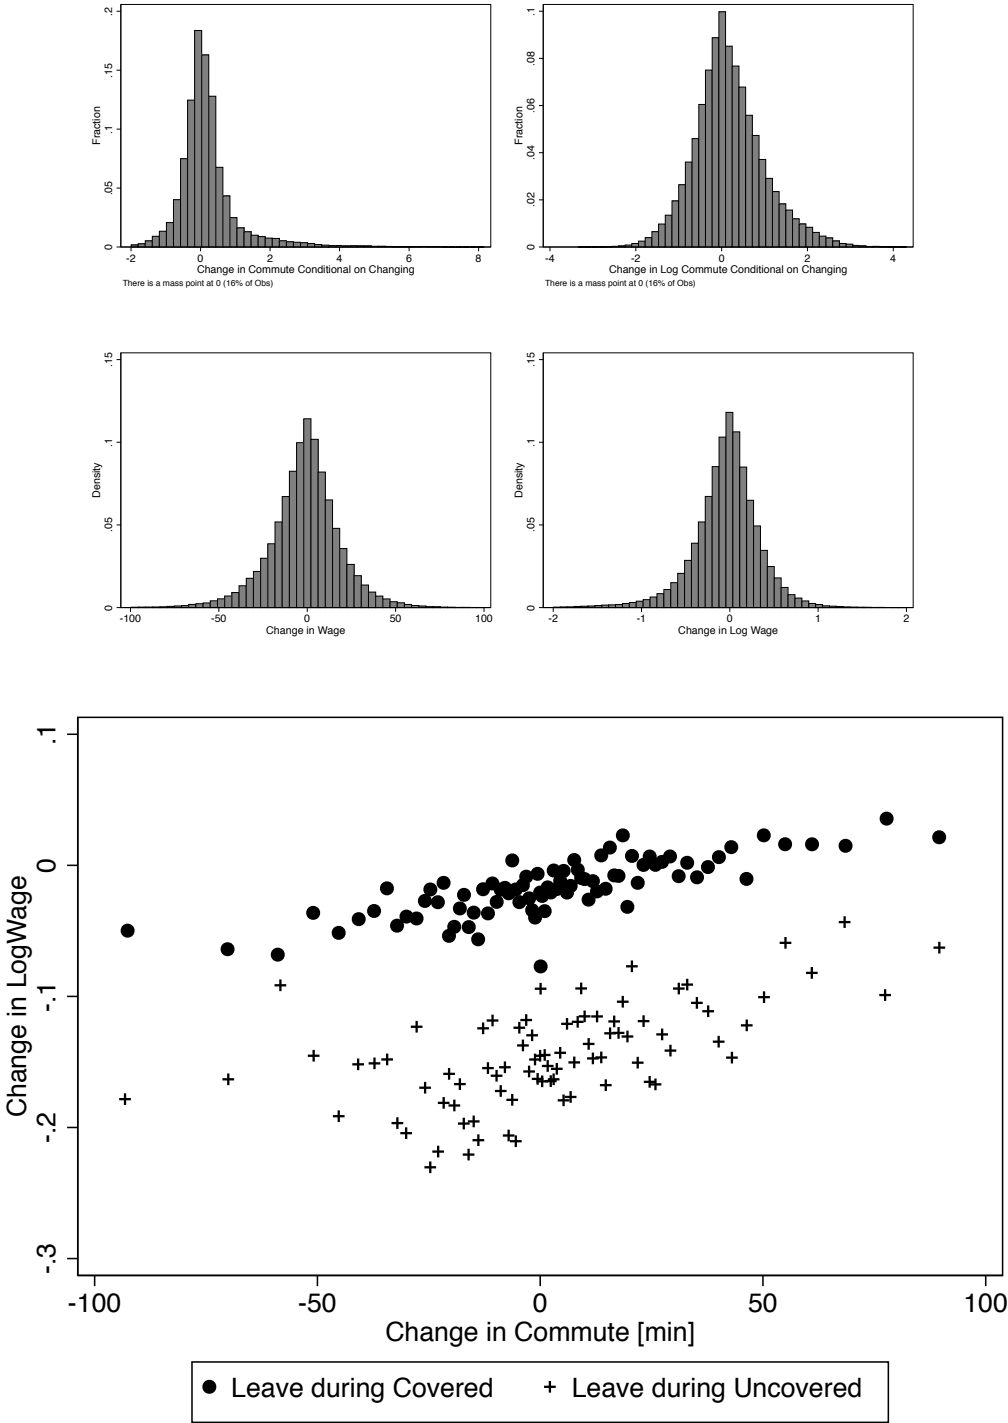 .2
.15
.1
.05
0
Fraction
-2 0 2 4 6 8
Change in Commute Conditional on Changing
There is a mass point at 0 (16% of Obs)
.1
.08
.06
.04
.02
0
Fraction
-4 -2 0 2 4
Change in Log Commute Conditional on Changing
There is a mass point at 0 (16% of Obs)
.15
.1
.05
0
Density
-100 -50 0 50 100
Change in Wage
.15
.1
.05
0
Density
-2 -1 0 1 2
Change in Log Wage
.1
0
-.1
-.2
-.3
Change in LogWage
-100 -50 0 50 100
Change in Commute [min]
Leave during Covered Leave during Uncovered